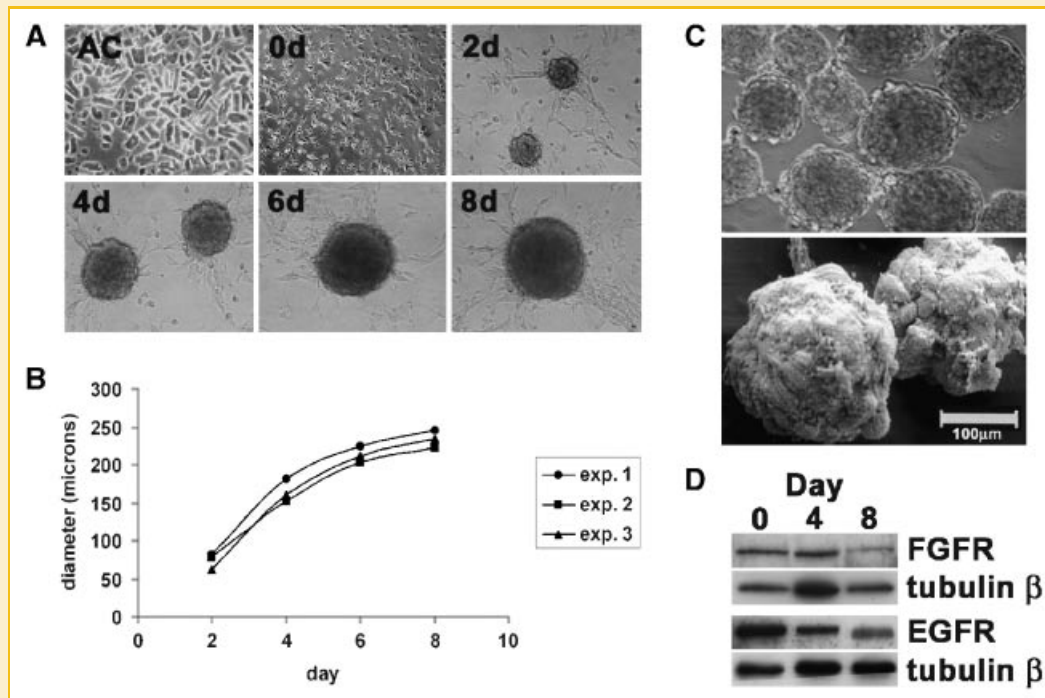 A
AC
0d
2d
4d
6d
8d
B
300
250
200
150
100
50
0
diameter (microns)
0 2 4 6 8 10
day
exp. 1
exp. 2
exp. 3
C
100μm
D
Day
0 4 8
FGFR
tubulin β
EGFR
tubulin β